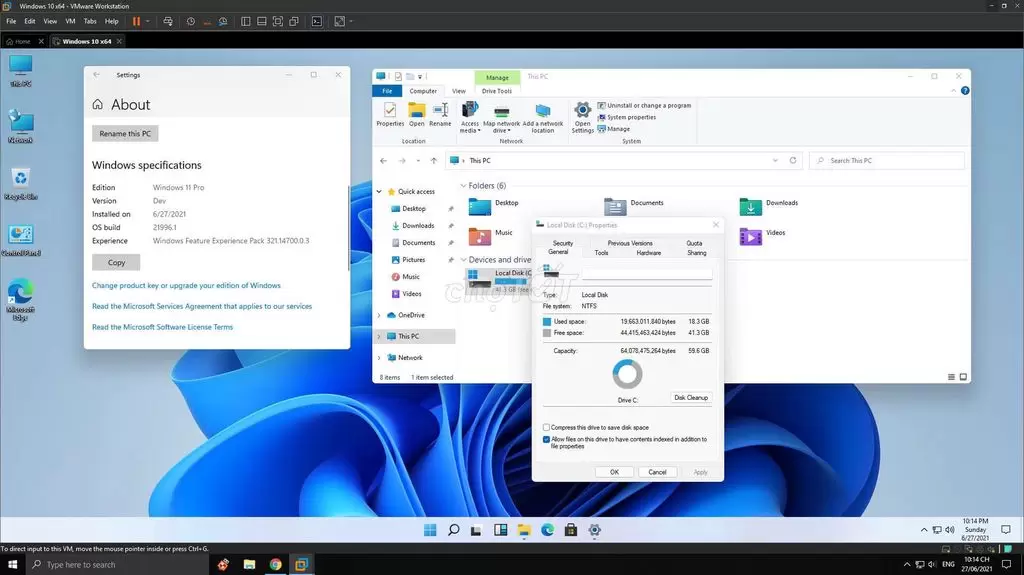 Windows 10 x64 - VMware Workstation
File Edit View VM Tabs Help
Home Windows 10 x64
This PC
Network
Recycle Bin
Control Panel
Microsoft Edge
Settings
About
Rename this PC
Windows specifications
Edition Windows 11 Pro
Version Dev
Installed on 6/27/2021
OS build 21996.1
Experience Windows Feature Experience Pack 321.14700.0.3
Copy
Change product key or upgrade your edition of Windows
Read the Microsoft Services Agreement that applies to our services
Read the Microsoft Software License Terms
Manage This PC
File Computer View Drive Tools
Properties Open Rename
Access media Map network drive Add a network location
Open Settings
Uninstall or change a program
System properties
Manage
Location Network System
This PC
Search This PC
Quick access
Desktop
Downloads
Documents
Pictures
Music
Videos
OneDrive
This PC
Network
Folders (6)
Desktop Documents Downloads
Music Videos
Devices and drive
Local Disk (C
41.3 GB free
8 items 1 item selected
Local Disk (C:) Properties
Security Previous Versions Quota
General Tools Hardware Sharing
Type: Local Disk
File system: NTFS
Used space: 19,663,011,840 bytes 18.3 GB
Free space: 44,415,463,424 bytes 41.3 GB
Capacity: 64,078,475,264 bytes 59.6 GB
Drive C:
Disk Cleanup
Compress this drive to save disk space
Allow files on this drive to have contents indexed in addition to
file properties
OK Cancel Apply
chợTỐT
10:14 PM
Sunday
6/27/2021
To direct input to this VM, move the mouse pointer inside or press Ctrl+G.
Type here to search
ENG
10:14 CH
27/06/2021